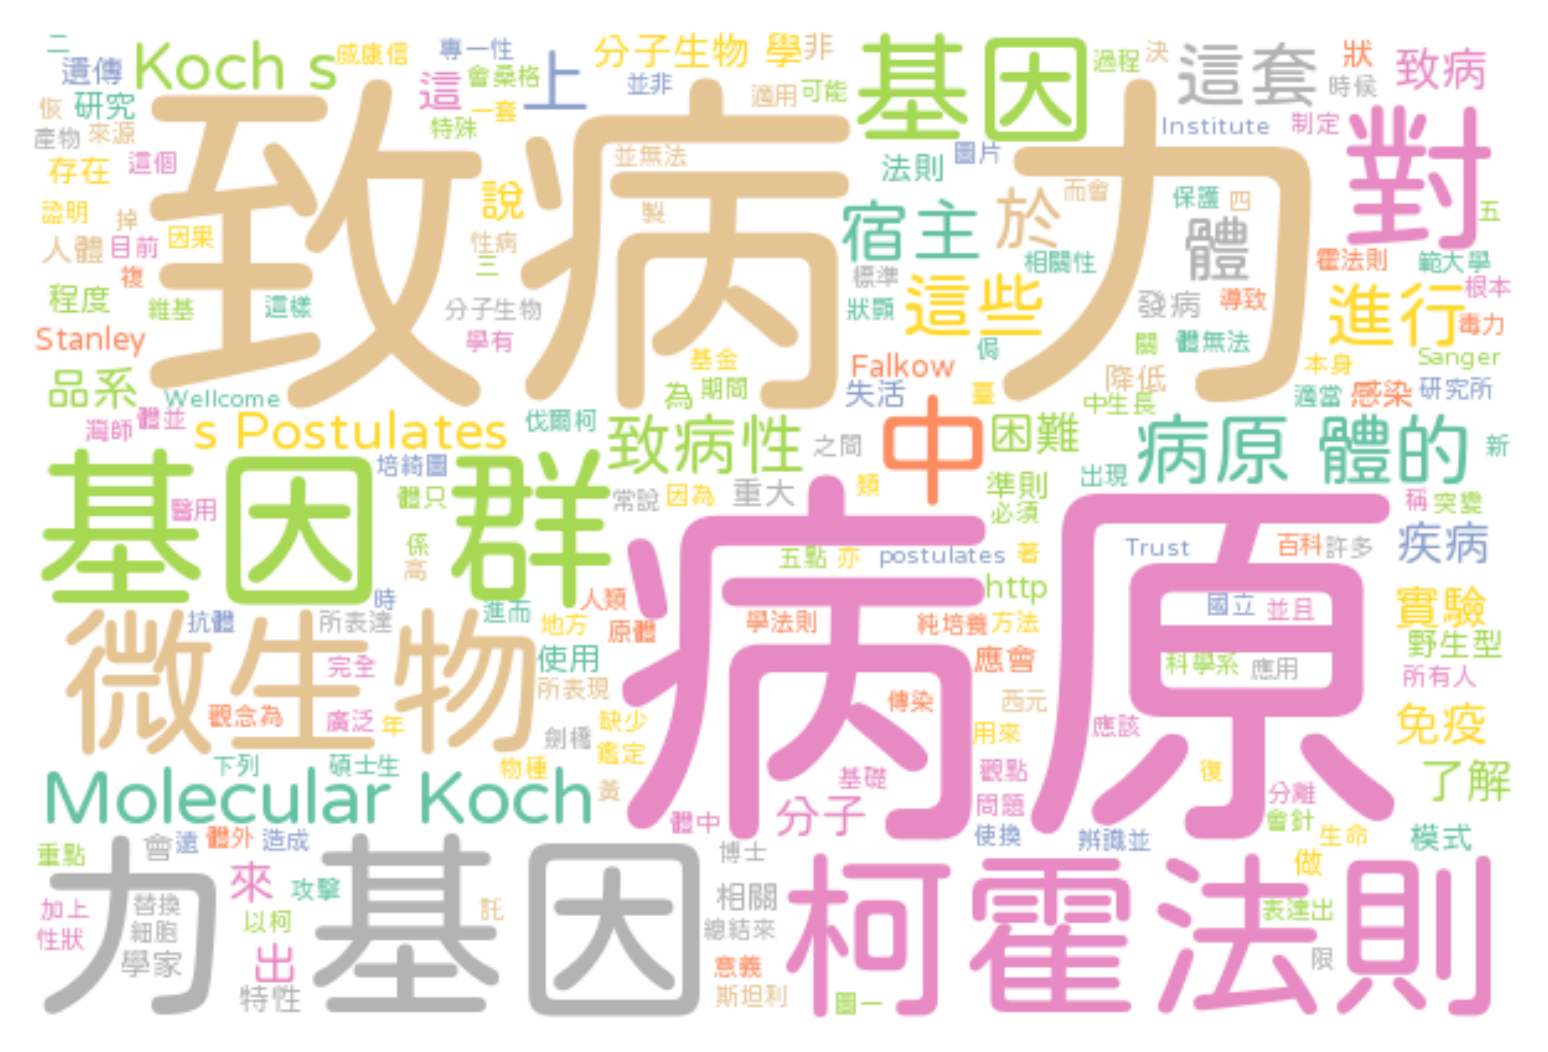 二
Koch s
戚康信
專一性
分子生物 學
非
基因
過程
決
這套
狀
致病
遺傳
這
會桑格
上
並非
適用
可能
時候
恢
研究
一套
特殊
Institute
制定
對
產物
來源
致病力
並無法
法則
圖片
存在
這個
說
宿主
於
而會
保護
四
證明
掉
製
體
五
人體
目前
因果
性病
三
標準
相關性
霍法則
範大學
複
程度
維基
這樣
分子生物
狀顯
這些
發病
導致
進行
根本
毒力
Stanley
學有
基金
關
體無法
Sanger
本身
品系
Wellcome
為
期間
Falkow
失活
臺
降低
中生長
適當
感染
研究所
灣師
體並
s Postulates
伐爾柯
致病性
之間
中
困難
病原 體的
新
基因 群
培綺圖
體只
常說
因為
重大
類
準則
必須
出現
稱
突變
醫用
病原
係
高
五點
亦
postulates
著
Trust
百科
許多
疾病
http
時
進而
人類
國立
並且
實驗
微生物
抗體
所表達
地方
原體
學法則
純培養
方法
野生型
完全
使用
應會
科學系
應用
所有人
觀念為
廣泛
年
所表現
傳染
西元
缺少
劍橋
鑑定
用來
應該
免疫
下列
碩士生
物種
基礎
觀點
復
了解
Molecular Koch
黃
體中
分子
問題
分離
會針
使換
辨識並
生命
模式
重點
力基因
會
遠
體外
造成
博士
柯霍法則
做
來
攻擊
相關
加上
替換
性狀
細胞
學家
以柯
託
總結來
表達出
出
特性
意義
斯坦利
圖一
限